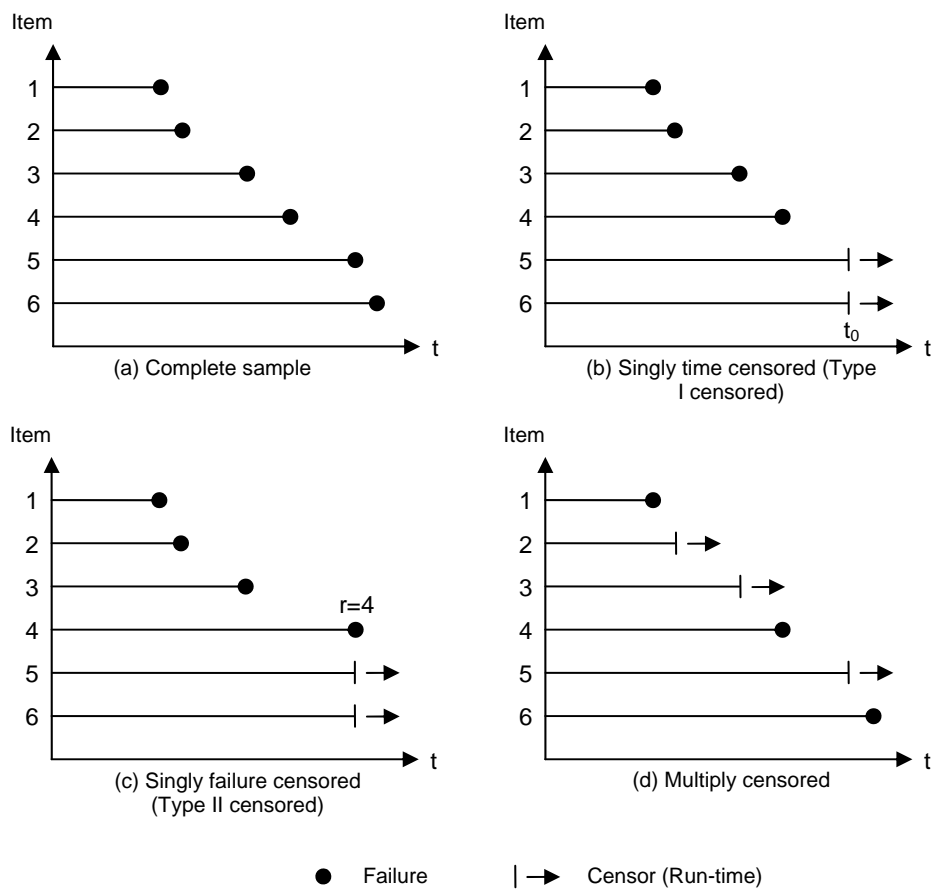 Item
1
2
3
4
5
6
t
(a) Complete sample
Item
1
2
3
4
5
6
t₀
t
(b) Singly time censored (Type
I censored)
Item
1
2
3
r=4
4
5
6
t
(c) Singly failure censored
(Type II censored)
Item
1
2
3
4
5
6
t
(d) Multiply censored
Failure
Censor (Run-time)